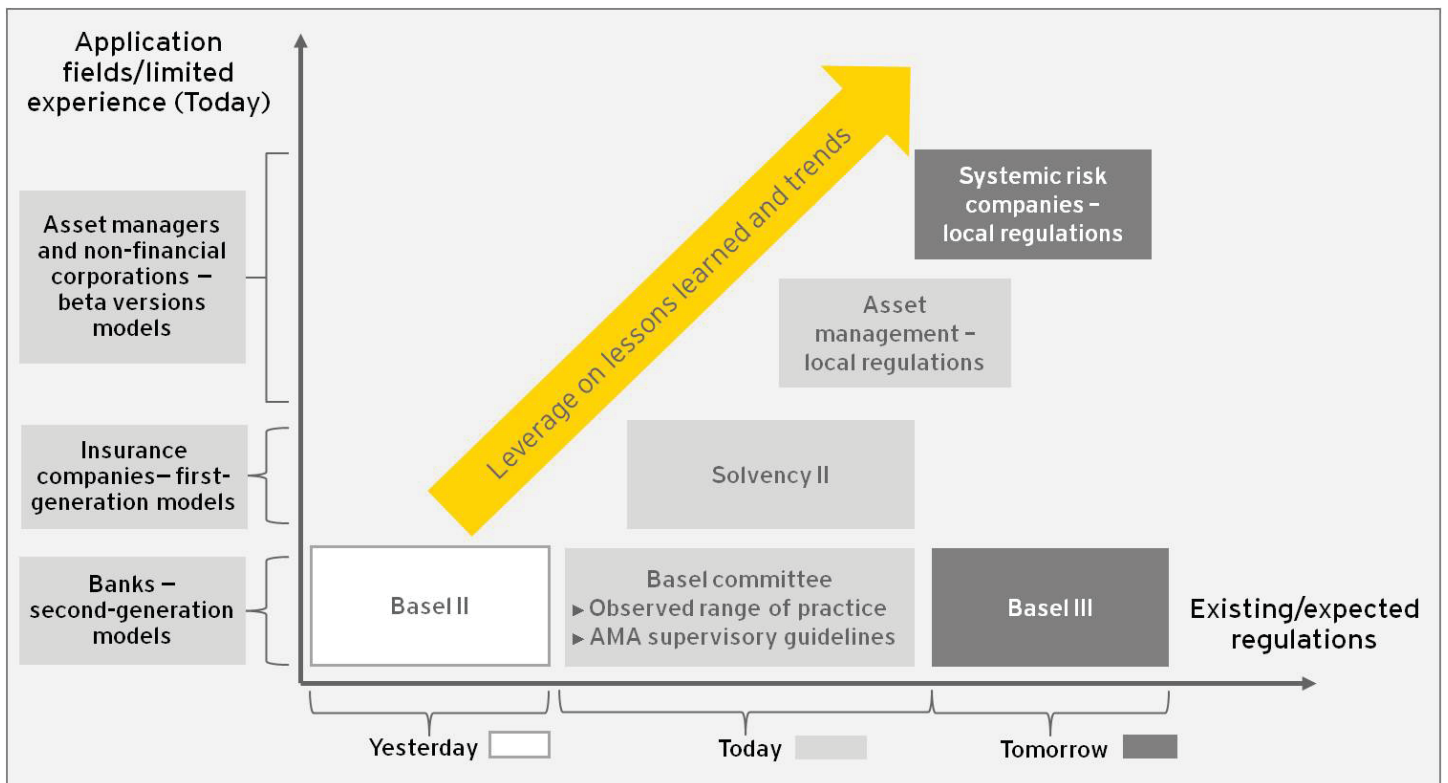 Application
fields/limited
experience (Today)
Asset managers
and non-financial
corporations –
beta versions
models
Insurance
companies– first-
generation models
Banks –
second-generation
models
Leverage on lessons learned and trends
Systemic risk
companies –
local regulations
Asset
management –
local regulations
Solvency II
Basel II
Basel committee
▸ Observed range of practice
▸ AMA supervisory guidelines
Basel III
Existing/expected
regulations
Yesterday
Today
Tomorrow